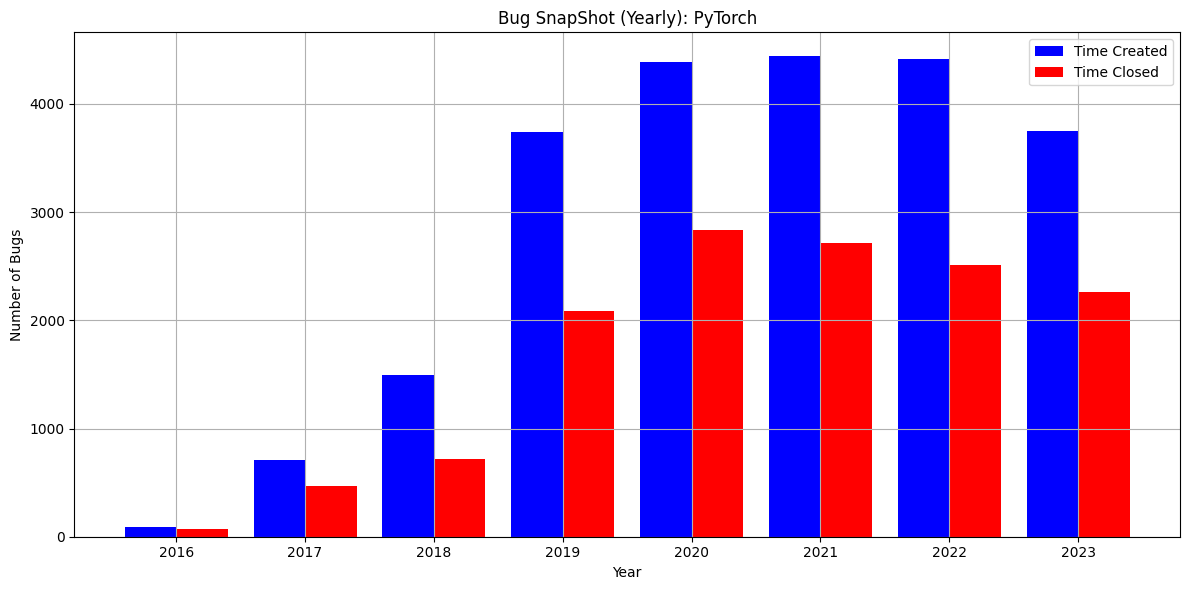 Bug SnapShot (Yearly): PyTorch
Time Created
Time Closed
Number of Bugs
4000
3000
2000
1000
0
2016 2017 2018 2019 2020 2021 2022 2023
Year